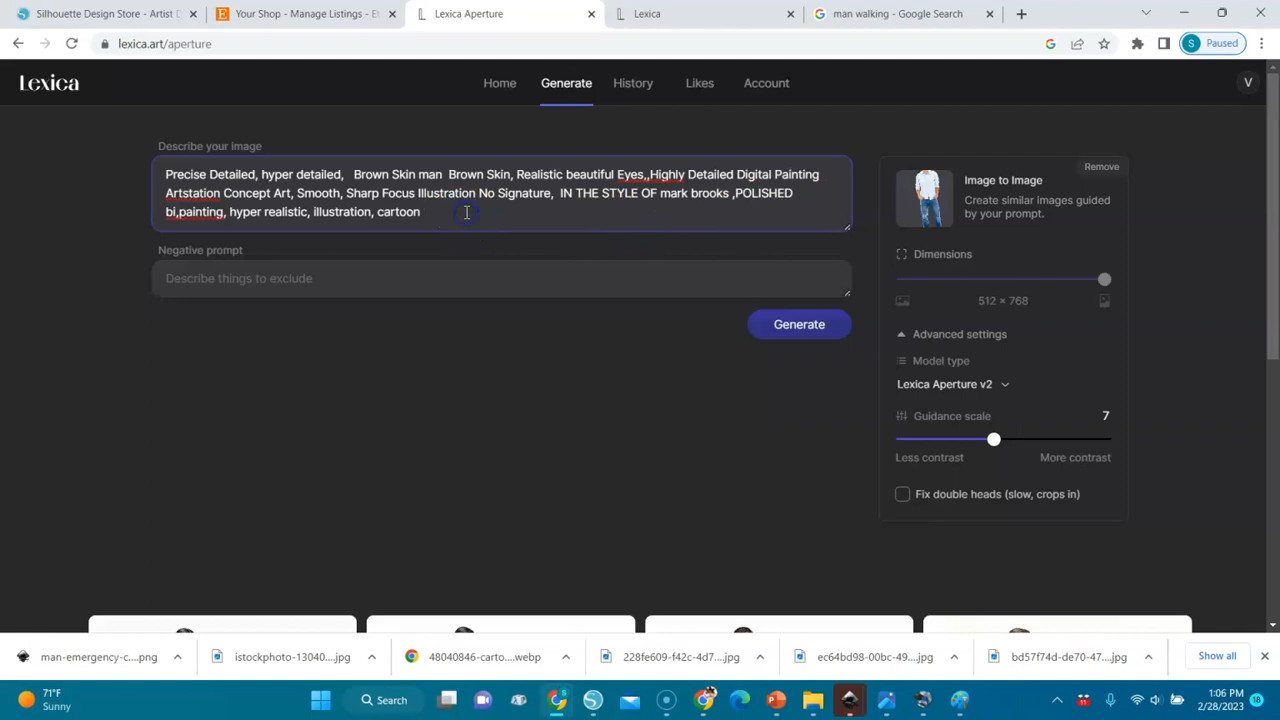 Silhouette Design Store - Artist D
Your Shop - Manage Listings - Et
Lexica Aperture
Lexica
man walking - Google Search
lexica.art/aperture
S Paused
Lexica
Home
Generate
History
Likes
Account
V
Describe your image
Precise Detailed, hyper detailed, Brown Skin man Brown Skin, Realistic beautiful Eyes,,Highly Detailed Digital Painting
Artstation Concept Art, Smooth, Sharp Focus Illustration No Signature, IN THE STYLE OF mark brooks ,POLISHED
bi,painting, hyper realistic, illustration, cartoon
Negative prompt
Describe things to exclude
Generate
Remove
Image to Image
Create similar images guided
by your prompt.
Dimensions
512 × 768
Advanced settings
Model type
Lexica Aperture v2
Guidance scale 7
Less contrast More contrast
Fix double heads (slow, crops in)
man-emergency-c....png
istockphoto-13040....jpg
48040846-carto....webp
228fe609-f42c-4d7....jpg
ec64bd98-00bc-49....jpg
bd57f74d-de70-47....jpg
Show all
71°F
Sunny
Search
1:06 PM
2/28/2023
18